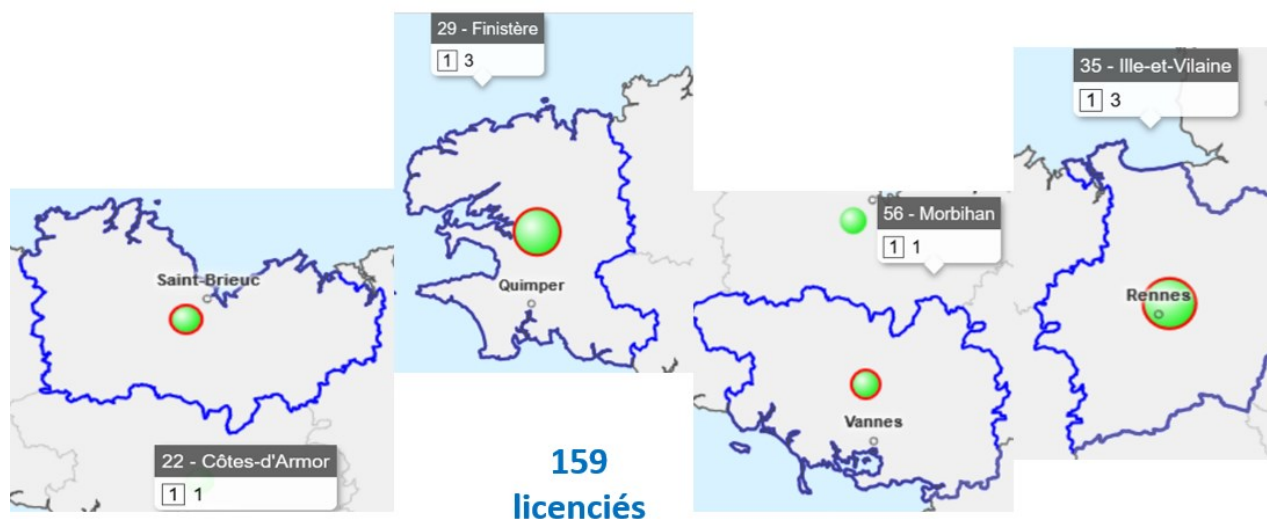 29 - Finistère
1 3
Quimper
35 - Ille-et-Vilaine
1 3
Rennes
Saint-Brieuc
22 - Côtes-d'Armor
1 1
56 - Morbihan
1 1
Vannes
159
licenciés